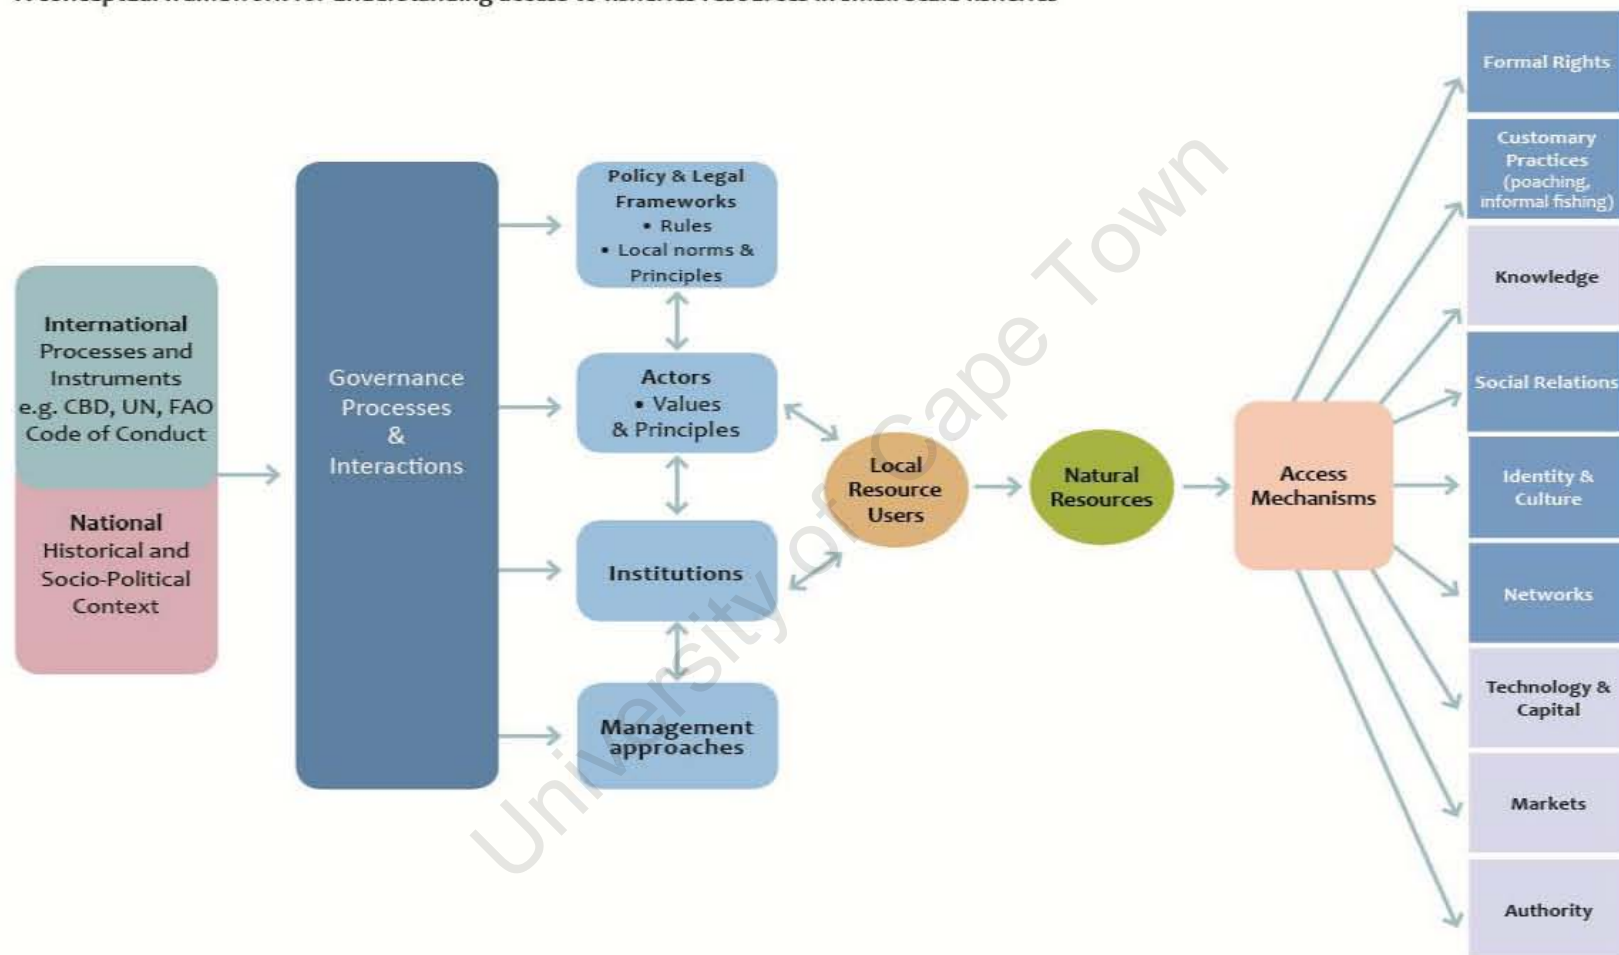 International
Processes and
Instruments
e.g. CBD, UN, FAO
Code of Conduct
National
Historical and
Socio-Political
Context
Governance
Processes
&
Interactions
Policy & Legal
Frameworks
• Rules
• Local norms &
Principles
Actors
• Values
& Principles
Institutions
Management
approaches
Local
Resource
Users
Natural
Resources
Access
Mechanisms
Formal Rights
Customary
Practices
(poaching,
informal fishing)
Knowledge
Social Relations
Identity &
Culture
Networks
Technology &
Capital
Markets
Authority
University of Cape Town